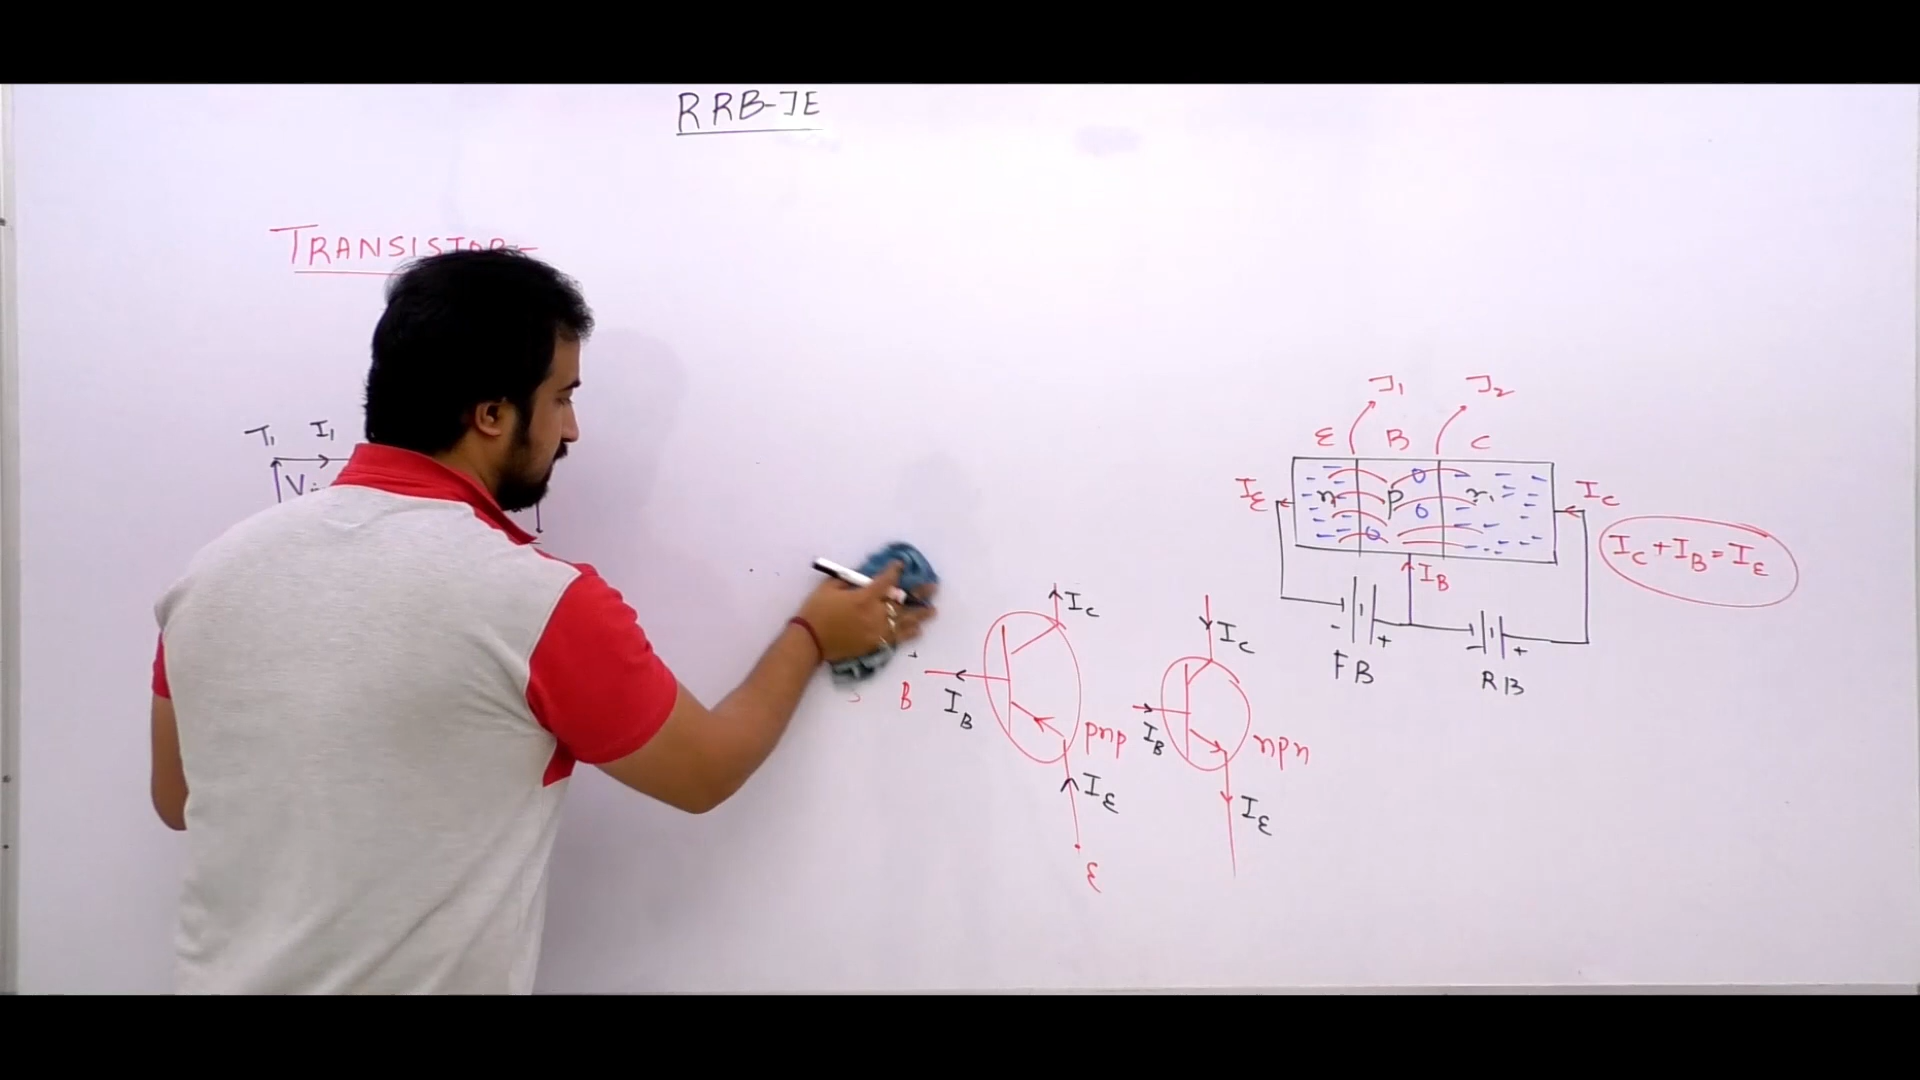 RRB-JE
TRANSISTOR-
J1 J2
E B C
T1 I1
V
IE n p n IC
IC + IB = IE
IB
- + - +
FB RB
IC
IC
B IB
pnp
IB
npn
IE
IE
E